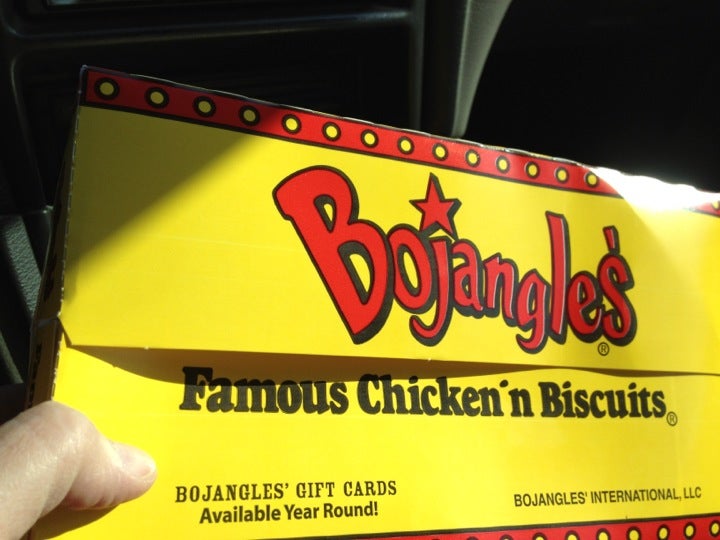 Bojangles'®
Famous Chicken'n Biscuits®
BOJANGLES' GIFT CARDS
Available Year Round!
BOJANGLES' INTERNATIONAL, LLC